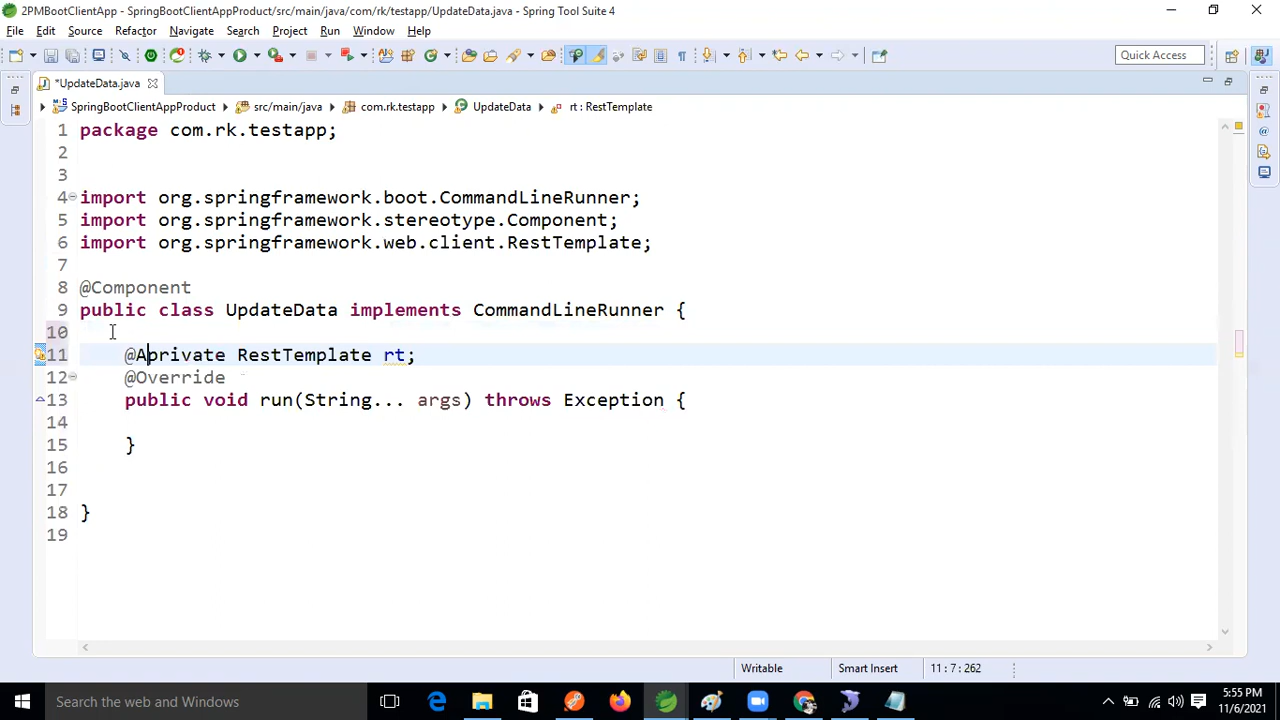 2PMBootClientApp - SpringBootClientAppProduct/src/main/java/com/rk/testapp/UpdateData.java - Spring Tool Suite 4
File Edit Source Refactor Navigate Search Project Run Window Help
Quick Access
*UpdateData.java
SpringBootClientAppProduct src/main/java com.rk.testapp UpdateData rt : RestTemplate
1 package com.rk.testapp;
2
3
4 import org.springframework.boot.CommandLineRunner;
5 import org.springframework.stereotype.Component;
6 import org.springframework.web.client.RestTemplate;
7
8 @Component
9 public class UpdateData implements CommandLineRunner {
10
11 @Aprivate RestTemplate rt;
12 @Override
13 public void run(String... args) throws Exception {
14
15 }
16
17
18 }
19
Writable Smart Insert 11 : 7 : 262
Search the web and Windows
5:55 PM
11/6/2021